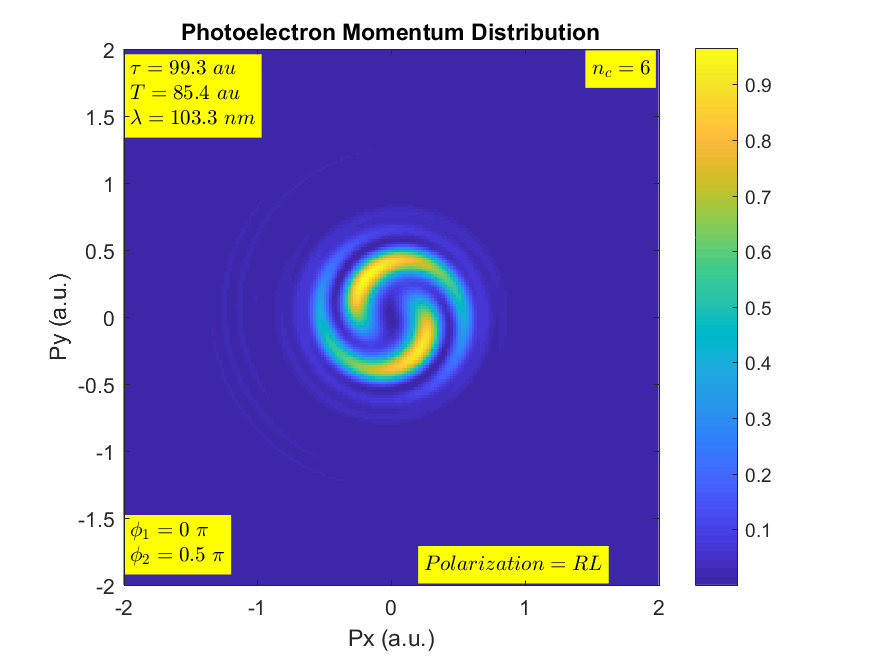 Photoelectron Momentum Distribution
τ = 99.3 au
T = 85.4 au
λ = 103.3 nm
n_c = 6
2
1.5
1
0.5
0
-0.5
-1
-1.5
-2
Py (a.u.)
ϕ_1 = 0 π
ϕ_2 = 0.5 π
Polarization = RL
-2 -1 0 1 2
Px (a.u.)
0.9
0.8
0.7
0.6
0.5
0.4
0.3
0.2
0.1